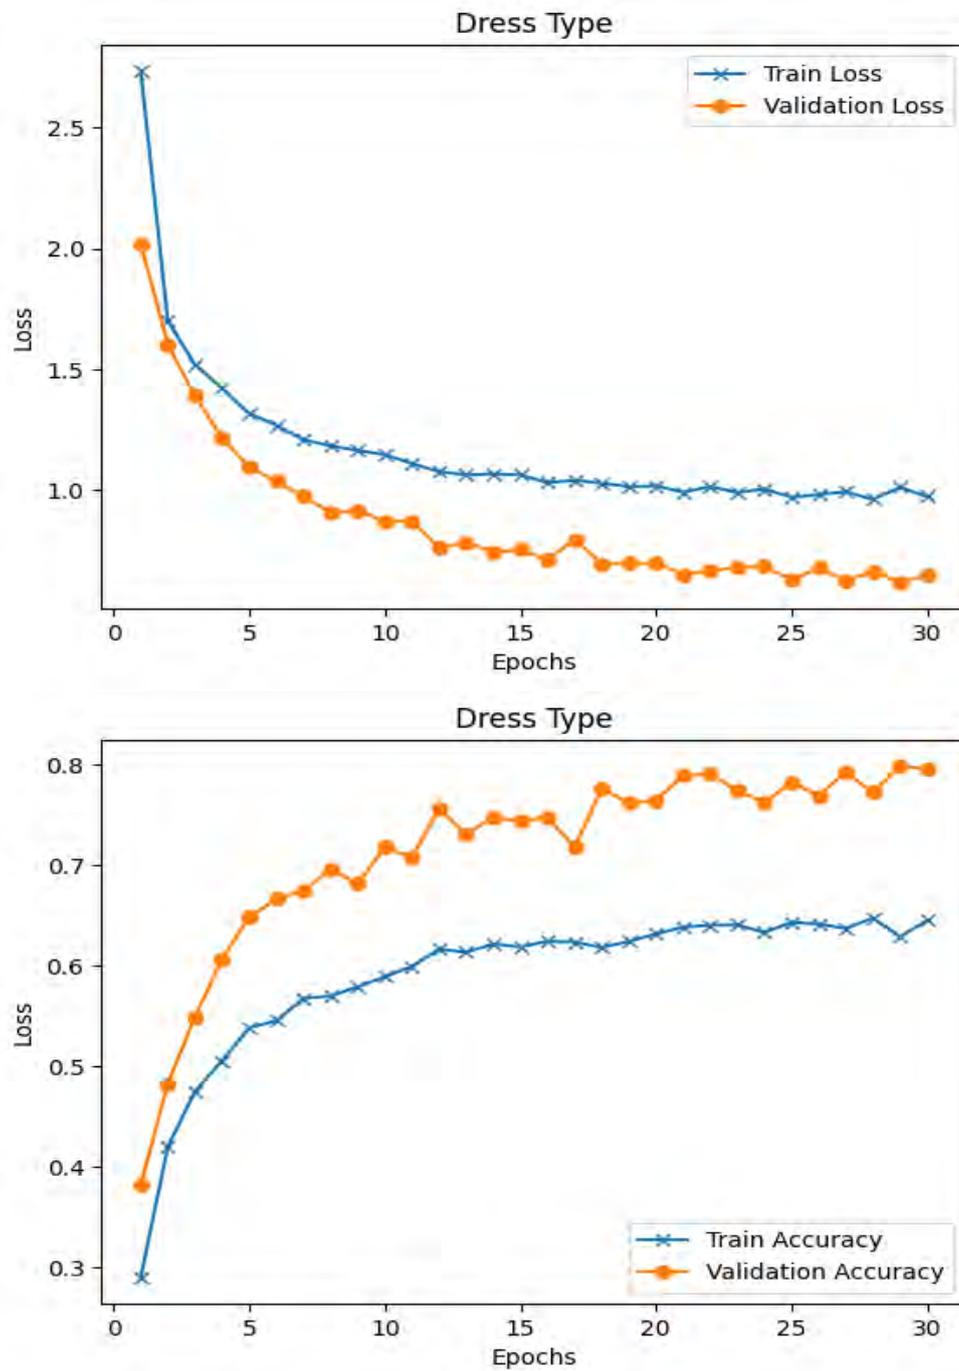 Dress Type
Train Loss
Validation Loss
2.5
2.0
1.5
1.0
Loss
0 5 10 15 20 25 30
Epochs
Dress Type
0.8
0.7
0.6
0.5
0.4
0.3
Loss
Train Accuracy
Validation Accuracy
0 5 10 15 20 25 30
Epochs